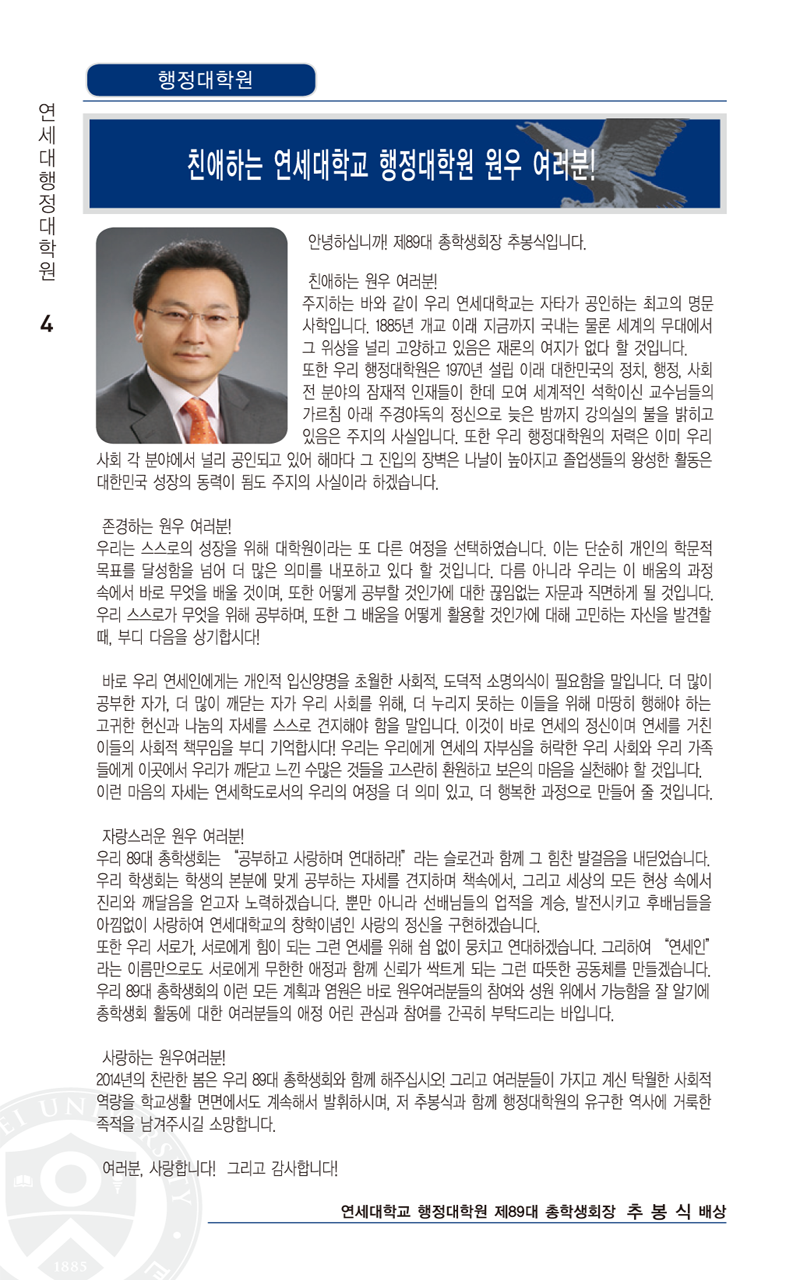 행정대학원
연세대행정대학원
4
친애하는 연세대학교 행정대학원 원우 여러분!
안녕하십니까! 제89대 총학생회장 추봉식입니다.
친애하는 원우 여러분!
주지하는 바와 같이 우리 연세대학교는 자타가 공인하는 최고의 명문
사학입니다. 1885년 개교 이래 지금까지 국내는 물론 세계의 무대에서
그 위상을 널리 고양하고 있음은 재론의 여지가 없다 할 것입니다.
또한 우리 행정대학원은 1970년 설립 이래 대한민국의 정치, 행정, 사회
전 분야의 잠재적 인재들이 한데 모여 세계적인 석학이신 교수님들의
가르침 아래 주경야독의 정신으로 늦은 밤까지 강의실의 불을 밝히고
있음은 주지의 사실입니다. 또한 우리 행정대학원의 저력은 이미 우리
사회 각 분야에서 널리 공인되고 있어 해마다 그 진입의 장벽은 나날이 높아지고 졸업생들의 왕성한 활동은
대한민국 성장의 동력이 됨도 주지의 사실이라 하겠습니다.
존경하는 원우 여러분!
우리는 스스로의 성장을 위해 대학원이라는 또 다른 여정을 선택하였습니다. 이는 단순히 개인의 학문적
목표를 달성함을 넘어 더 많은 의미를 내포하고 있다 할 것입니다. 다름 아니라 우리는 이 배움의 과정
속에서 바로 무엇을 배울 것이며, 또한 어떻게 공부할 것인가에 대한 끊임없는 자문과 직면하게 될 것입니다.
우리 스스로가 무엇을 위해 공부하며, 또한 그 배움을 어떻게 활용할 것인가에 대해 고민하는 자신을 발견할
때, 부디 다음을 상기합시다!
바로 우리 연세인에게는 개인적 입신양명을 초월한 사회적, 도덕적 소명의식이 필요함을 말입니다. 더 많이
공부한 자가, 더 많이 깨닫는 자가 우리 사회를 위해, 더 누리지 못하는 이들을 위해 마땅히 행해야 하는
고귀한 헌신과 나눔의 자세를 스스로 견지해야 함을 말입니다. 이것이 바로 연세의 정신이며 연세를 거친
이들의 사회적 책무임을 부디 기억합시다! 우리는 우리에게 연세의 자부심을 허락한 우리 사회와 우리 가족
들에게 이곳에서 우리가 깨닫고 느낀 수많은 것들을 고스란히 환원하고 보은의 마음을 실천해야 할 것입니다.
이런 마음의 자세는 연세학도로서의 우리의 여정을 더 의미 있고, 더 행복한 과정으로 만들어 줄 것입니다.
자랑스러운 원우 여러분!
우리 89대 총학생회는 “공부하고 사랑하며 연대하라!” 라는 슬로건과 함께 그 힘찬 발걸음을 내딛었습니다.
우리 학생회는 학생의 본분에 맞게 공부하는 자세를 견지하며 책속에서, 그리고 세상의 모든 현상 속에서
진리와 깨달음을 얻고자 노력하겠습니다. 뿐만 아니라 선배님들의 업적을 계승, 발전시키고 후배님들을
아낌없이 사랑하여 연세대학교의 창학이념인 사랑의 정신을 구현하겠습니다.
또한 우리 서로가, 서로에게 힘이 되는 그런 연세를 위해 쉼 없이 뭉치고 연대하겠습니다. 그리하여 “연세인”
라는 이름만으로도 서로에게 무한한 애정과 함께 신뢰가 싹트게 되는 그런 따뜻한 공동체를 만들겠습니다.
우리 89대 총학생회의 이런 모든 계획과 염원은 바로 원우여러분들의 참여와 성원 위에서 가능함을 잘 알기에
총학생회 활동에 대한 여러분들의 애정 어린 관심과 참여를 간곡히 부탁드리는 바입니다.
사랑하는 원우여러분!
2014년의 찬란한 봄은 우리 89대 총학생회와 함께 해주십시오! 그리고 여러분들이 가지고 계신 탁월한 사회적
역량을 학교생활 면면에서도 계속해서 발휘하시며, 저 추봉식과 함께 행정대학원의 유구한 역사에 거룩한
족적을 남겨주시길 소망합니다.
여러분, 사랑합니다! 그리고 감사합니다!
연세대학교 행정대학원 제89대 총학생회장 추 봉 식 배상
EI UNIVERSITY
1885